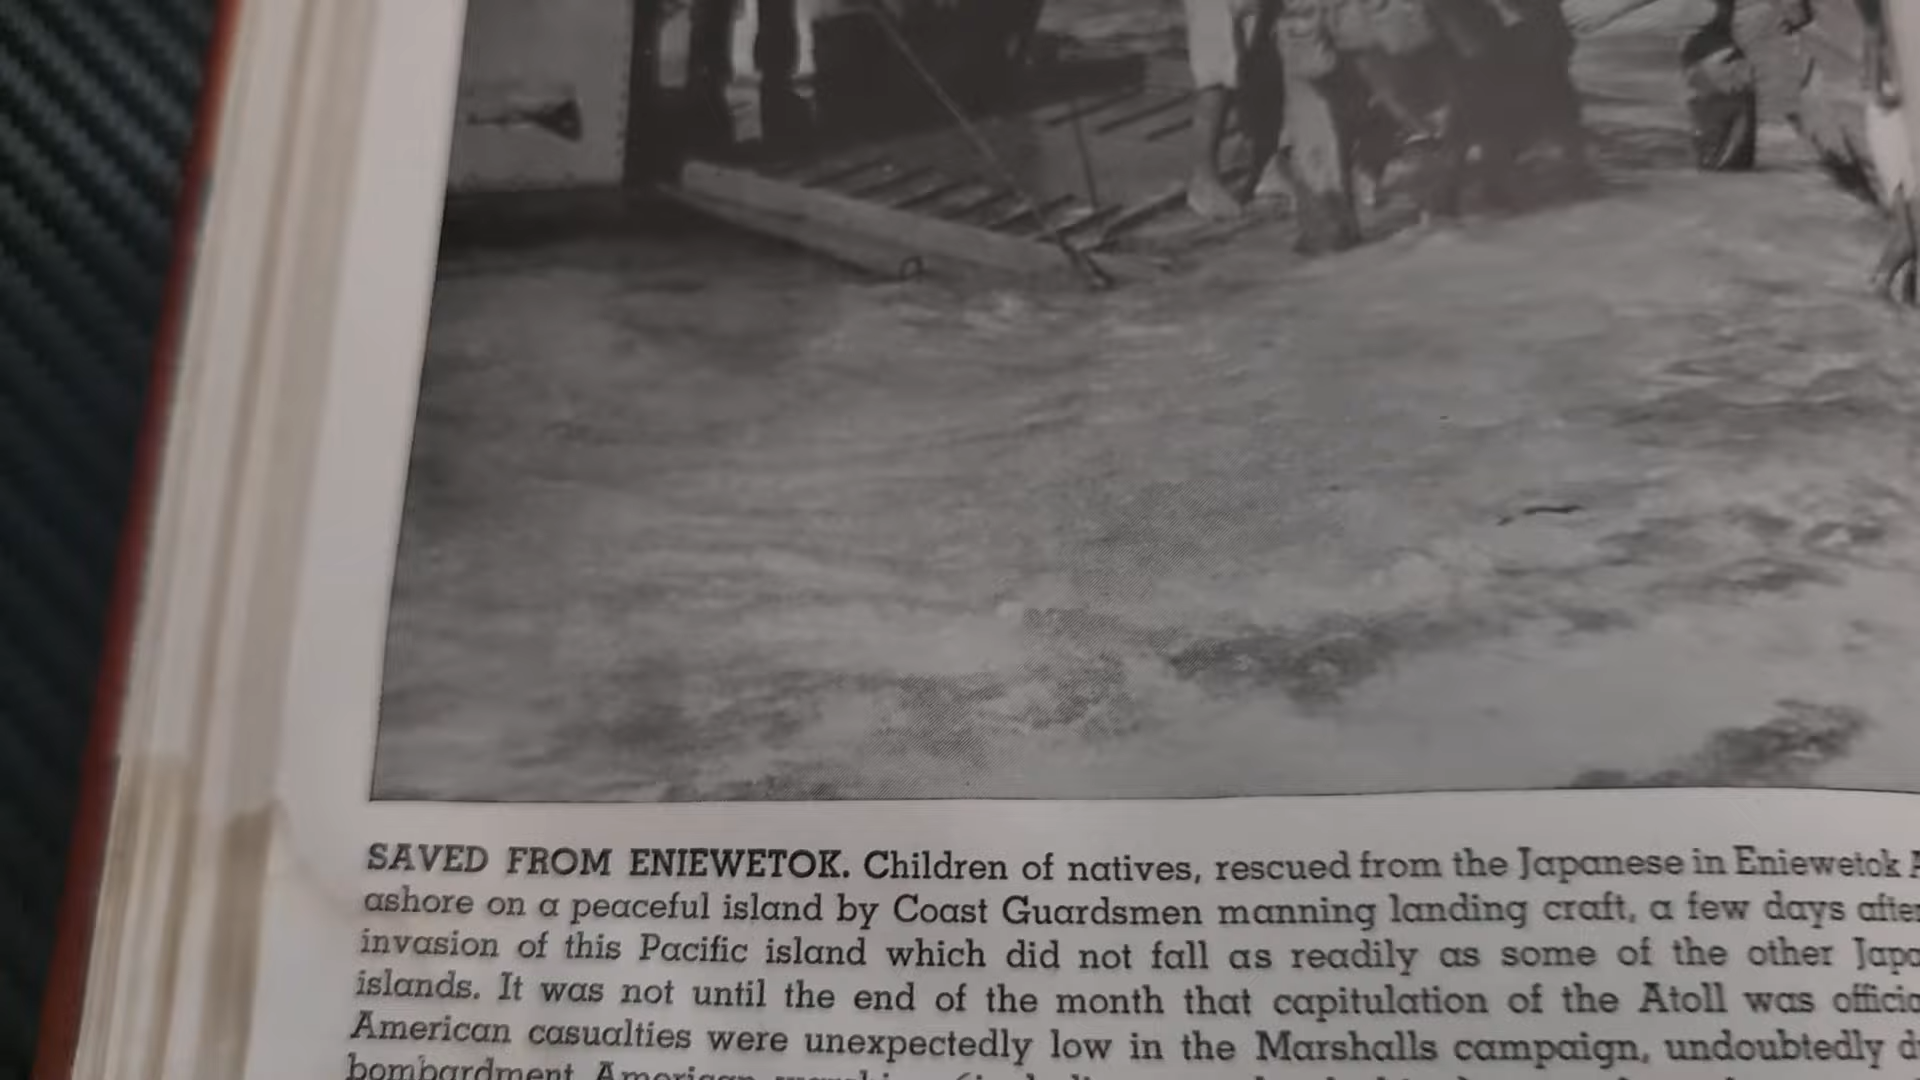 SAVED FROM ENIEWETOK. Children of natives, rescued from the Japanese in Eniewetok
ashore on a peaceful island by Coast Guardsmen manning landing craft, a few days after
invasion of this Pacific island which did not fall as readily as some of the other
islands. It was not until the end of the month that capitulation of the Atoll was
American casualties were unexpectedly low in the Marshalls campaign, undoubtedly
bombardment American